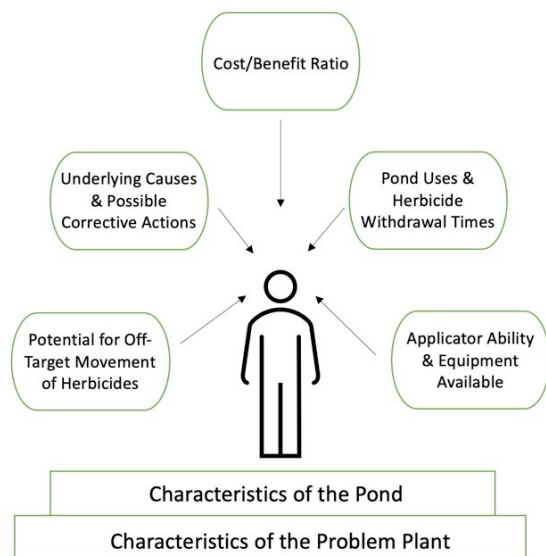 Cost/Benefit Ratio
Underlying Causes
& Possible
Corrective Actions
Pond Uses &
Herbicide
Withdrawal Times
Potential for Off-
Target Movement
of Herbicides
Applicator Ability
& Equipment
Available
Characteristics of the Pond
Characteristics of the Problem Plant